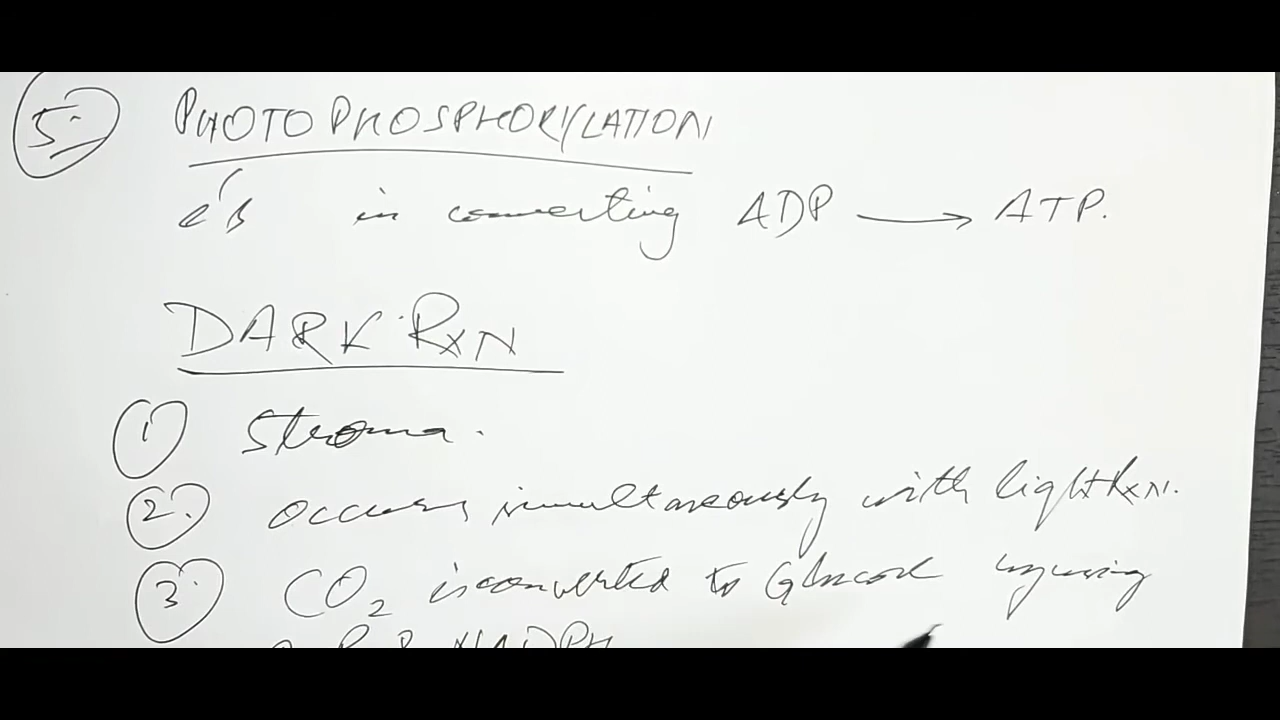 5.
PHOTOPHOSPHORYLATION
e's in converting ADP → ATP.
DARK RXN
1 Stroma.
2. occurs simultaneously with light RXN.
3. CO₂ is converted to Glucose by using
& NADPH